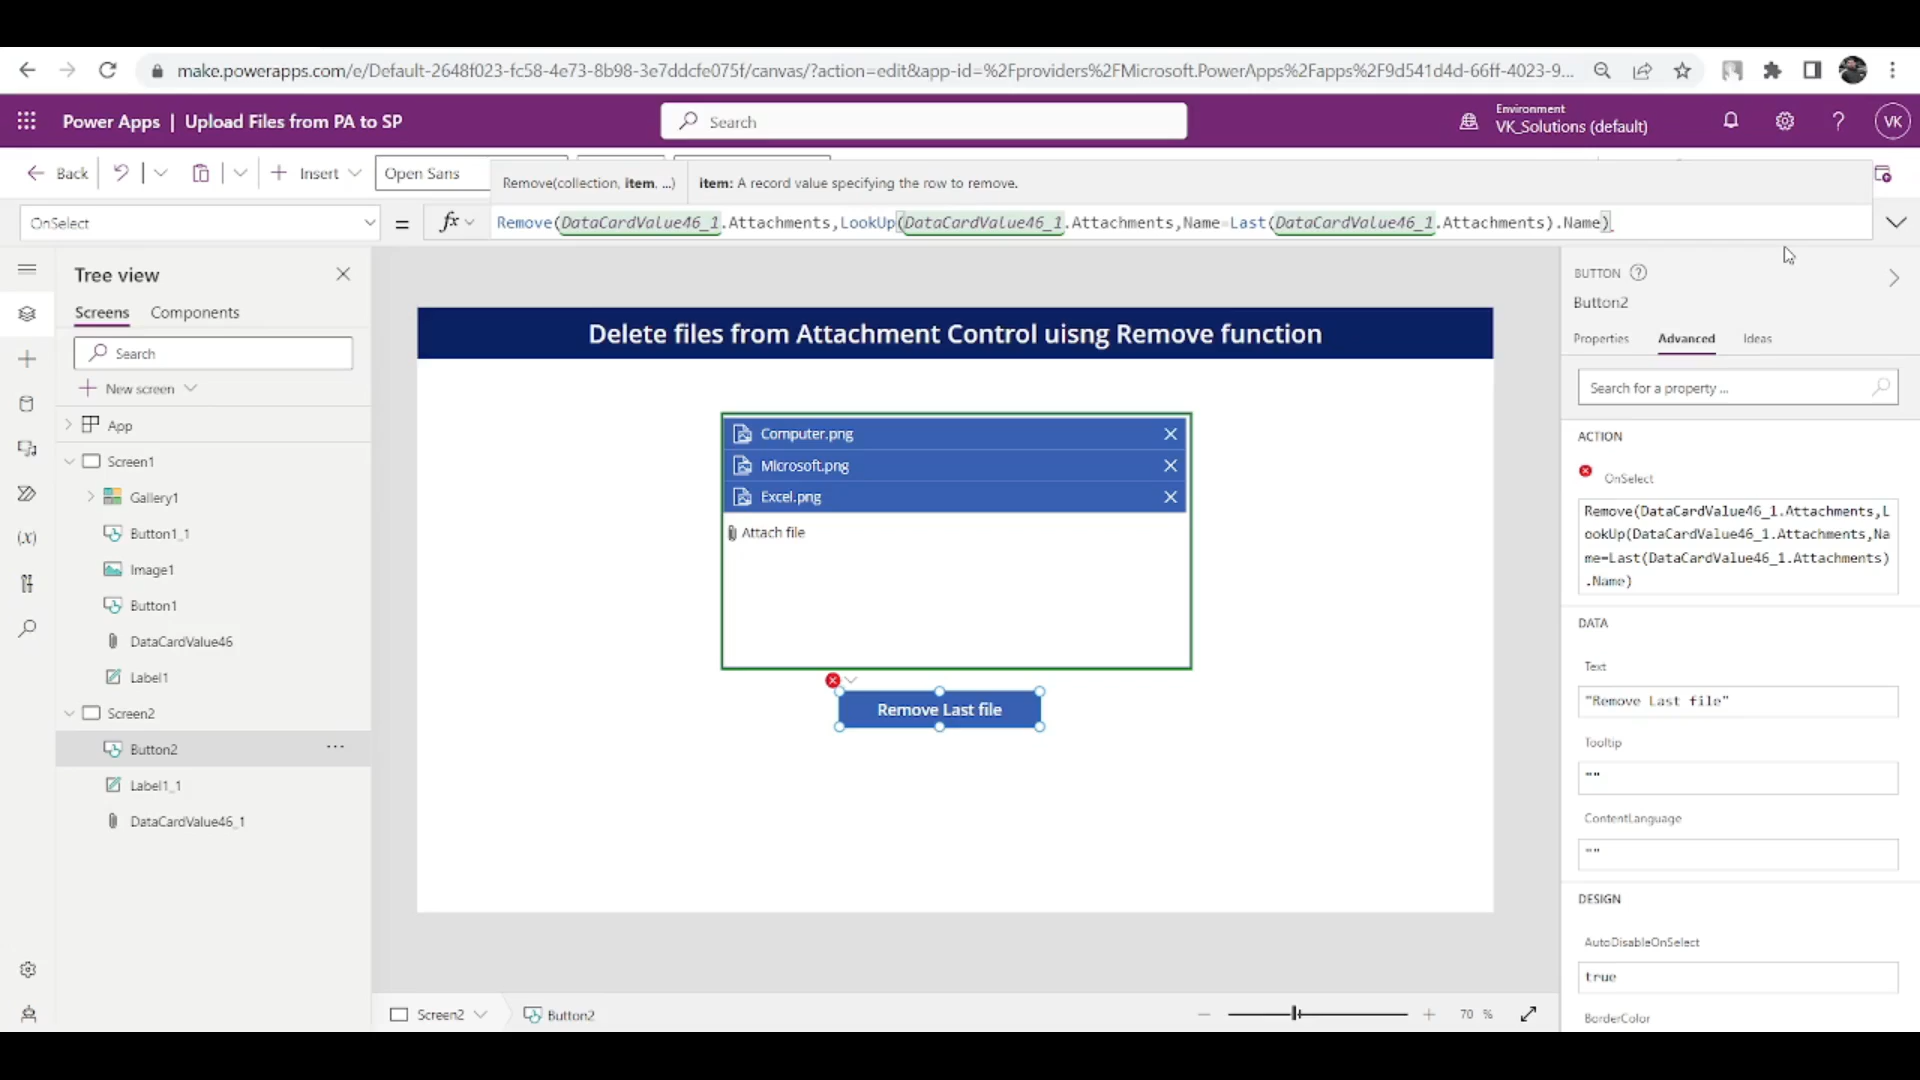 make.powerapps.com/e/Default-2648f023-fc58-4e73-8b98-3e7ddcfe075f/canvas/?action=edit&app-id=%2Fproviders%2FMicrosoft.PowerApps%2Fapps%2F9d541d4d-66ff-4023-9...
Power Apps | Upload Files from PA to SP
Search
Environment
VK_Solutions (default)
?
VK
Back
Insert
Open Sans
Remove(collection, item, ...)
item: A record value specifying the row to remove.
OnSelect
=
fx
Remove(DataCardValue46_1.Attachments,LookUp(DataCardValue46_1.Attachments,Name=Last(DataCardValue46_1.Attachments).Name)
Tree view
Screens
Components
Search
New screen
App
Screen1
Gallery1
Button1_1
Image1
Button1
DataCardValue46
Label1
Screen2
Button2
...
Label1_1
DataCardValue46_1
(x)
Delete files from Attachment Control uisng Remove function
Computer.png
Microsoft.png
Excel.png
Attach file
Remove Last file
Screen2
Button2
70 %
BUTTON ?
Button2
Properties
Advanced
Ideas
Search for a property ...
ACTION
OnSelect
Remove(DataCardValue46_1.Attachments,L
ookUp(DataCardValue46_1.Attachments,Na
me=Last(DataCardValue46_1.Attachments)
.Name)
DATA
Text
"Remove Last file"
Tooltip
""
ContentLanguage
""
DESIGN
AutoDisableOnSelect
true
BorderColor